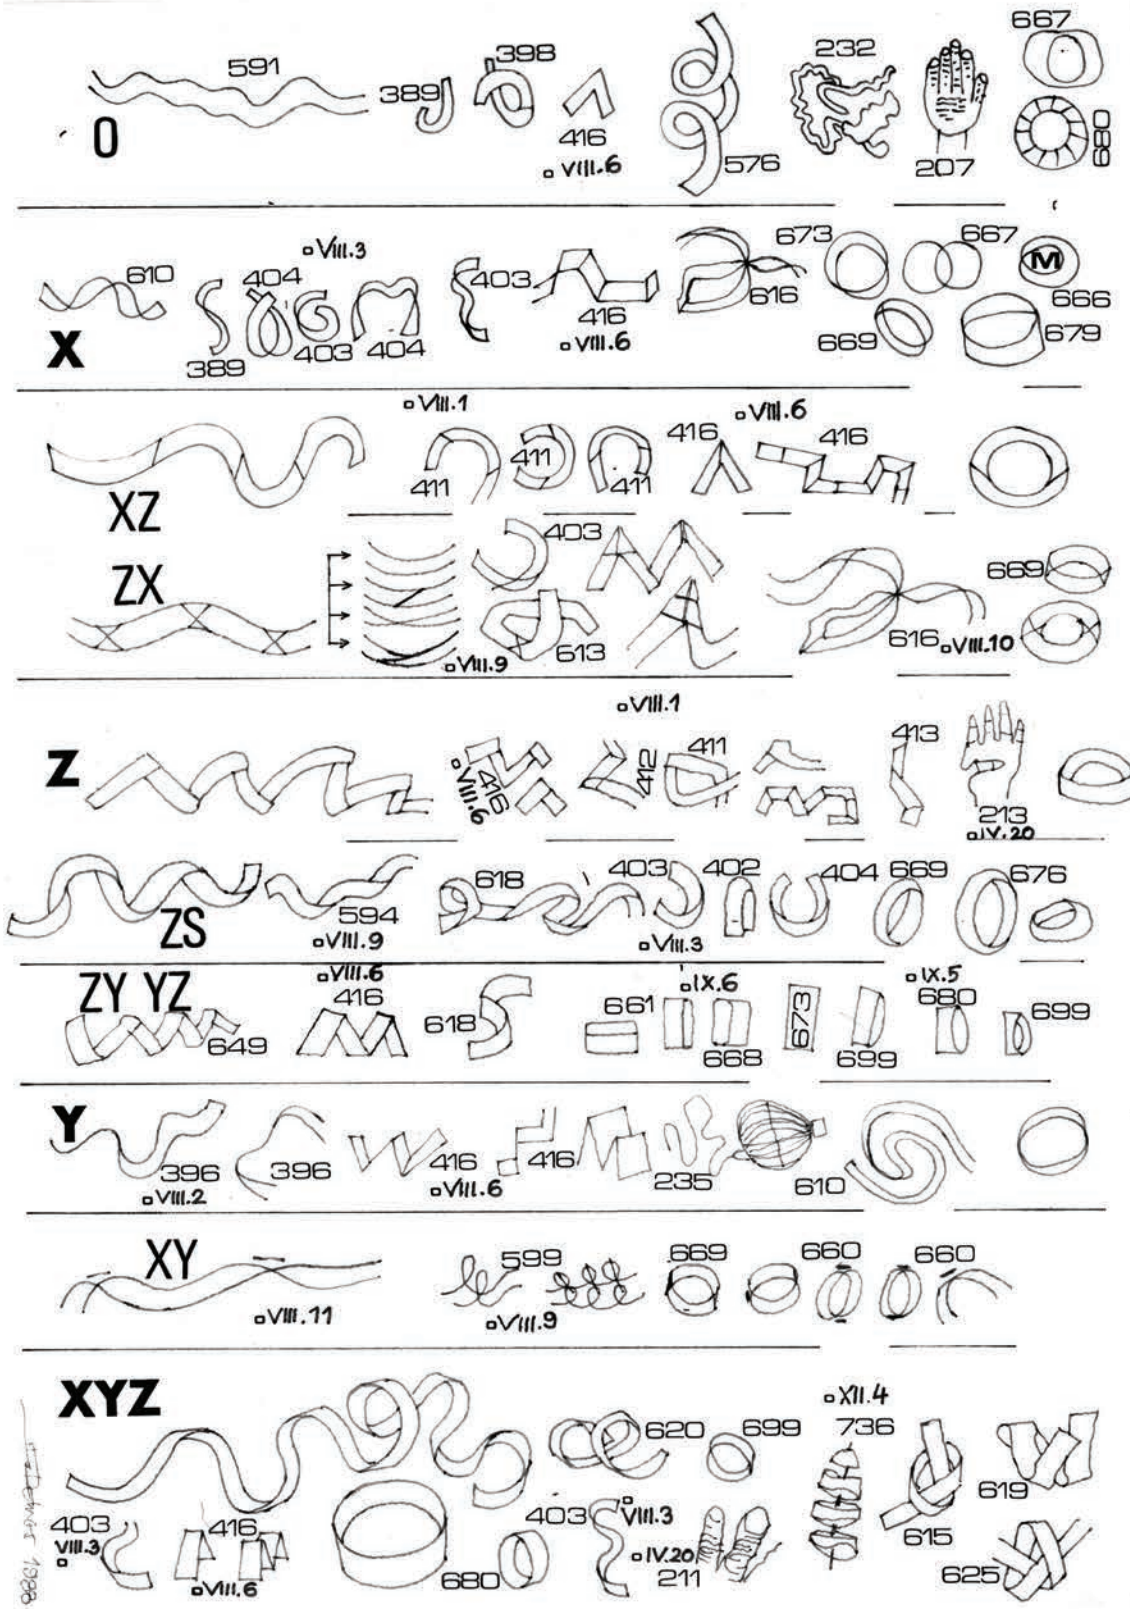 591 398 232 667
389
O 416 576 207 680
▫ VIII.6
▫ VIII.3 673 667
610 404 403
X 389 403 404 416 616 M 666
▫ VIII.6 669 679
▫ VIII.1 ▫ VIII.6
416 416
411 411 411
XZ
403
ZX 669
613 616 ▫ VIII.10
▫ VIII.9
▫ VIII.1
Z ▫ VIII.6 416 412 411 413
213
▫ IV.20
618 403 402 404 669 676
ZS 594
▫ VIII.9 ▫ VIII.3
▫ VIII.6 ▫ IX.6 ▫ IX.5
ZY YZ 416 661 680 699
649 618 668 673 699
Y
396 396 416 416 235 610
▫ VIII.2 ▫ VIII.6
XY 599 669 660 660
▫ VIII.11 ▫ VIII.9
XYZ ▫ XII.4
620 699 736
619
403 416 403 ▫ VIII.3 615
VIII.3 ▫ ▫ IV.20
▫ VIII.6 680 211 625
1988